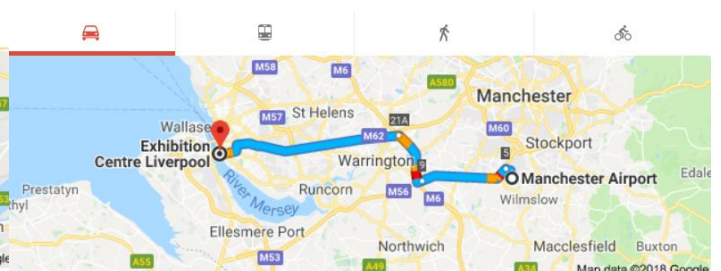 M58
M6
A580
Manchester
M57
St Helens
21A
Wallase
M62
M60
Exhibition
Centre Liverpool
Stockport
Warrington
9
5
Manchester Airport
Edale
Prestatyn
hyl
River Mersey
Runcorn
M56
M6
Wilmslow
Ellesmere Port
Northwich
Macclesfield
Buxton
A55
M53
A49
A34
Map data ©2018 Google